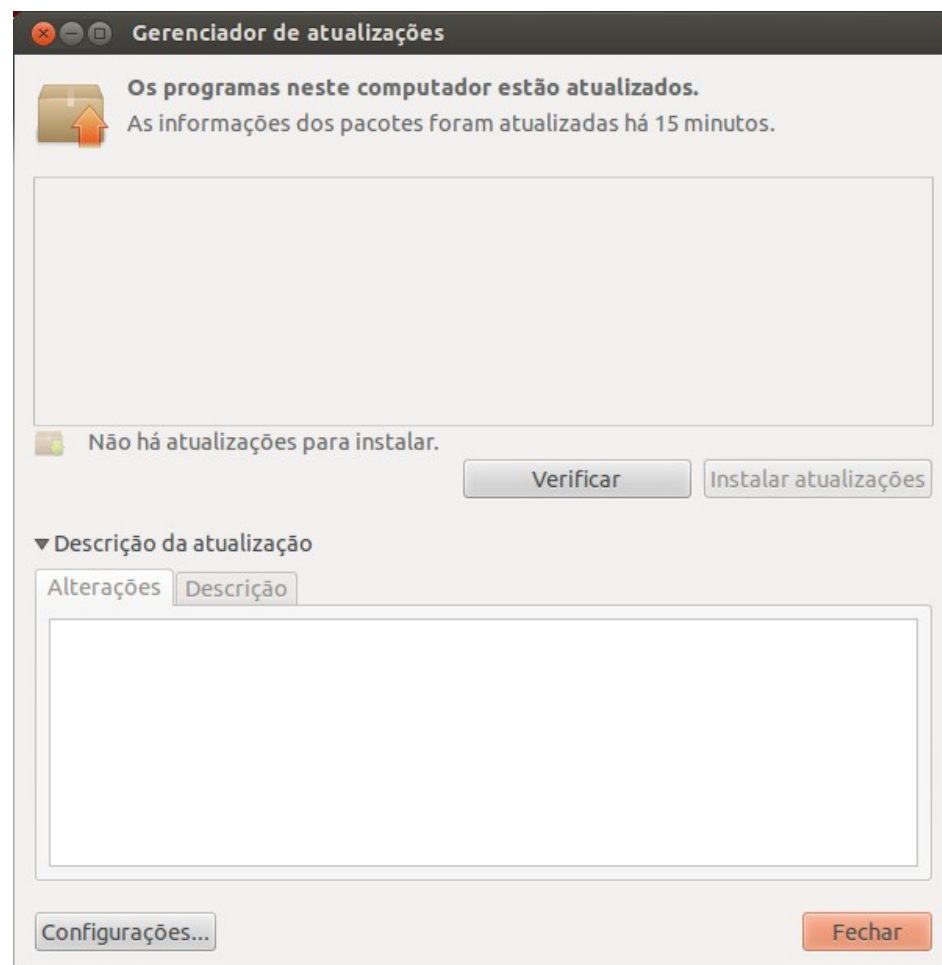 Gerenciador de atualizações
Os programas neste computador estão atualizados.
As informações dos pacotes foram atualizadas há 15 minutos.
Não há atualizações para instalar.
Verificar
Instalar atualizações
Descrição da atualização
Alterações
Descrição
Configurações...
Fechar